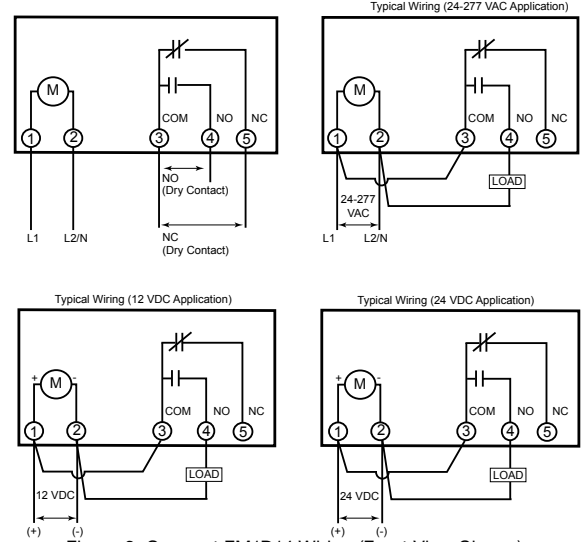 Typical Wiring (24-277 VAC Application)
M
COM NO NC
1 2 3 4 5
NO
(Dry Contact)
NC
(Dry Contact)
L1 L2/N
M
COM NO NC
1 2 3 4 5
LOAD
24-277
VAC
L1 L2/N
Typical Wiring (12 VDC Application)
+ M -
COM NO NC
1 2 3 4 5
LOAD
12 VDC
(+) (-)
Typical Wiring (24 VDC Application)
+ M -
COM NO NC
1 2 3 4 5
LOAD
24 VDC
(+) (-)